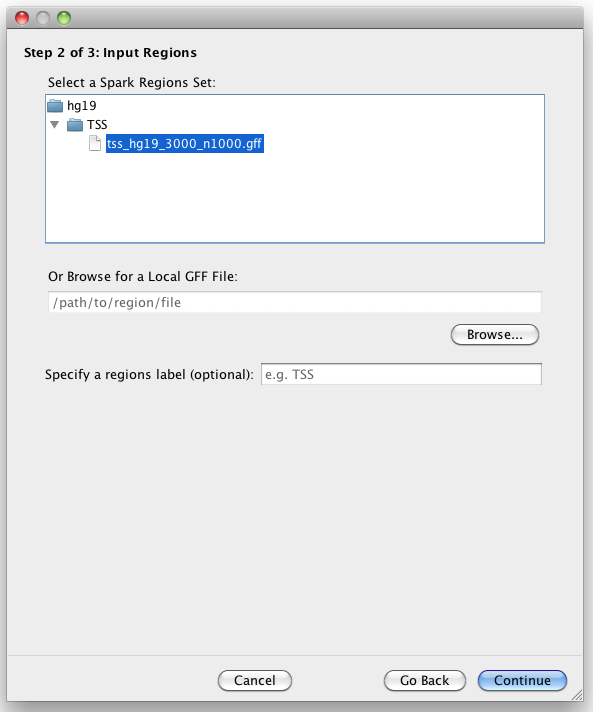 Step 2 of 3: Input Regions
Select a Spark Regions Set:
hg19
TSS
tss_hg19_3000_n1000.gff
Or Browse for a Local GFF File:
/path/to/region/file
Browse...
Specify a regions label (optional): e.g. TSS
Cancel Go Back Continue